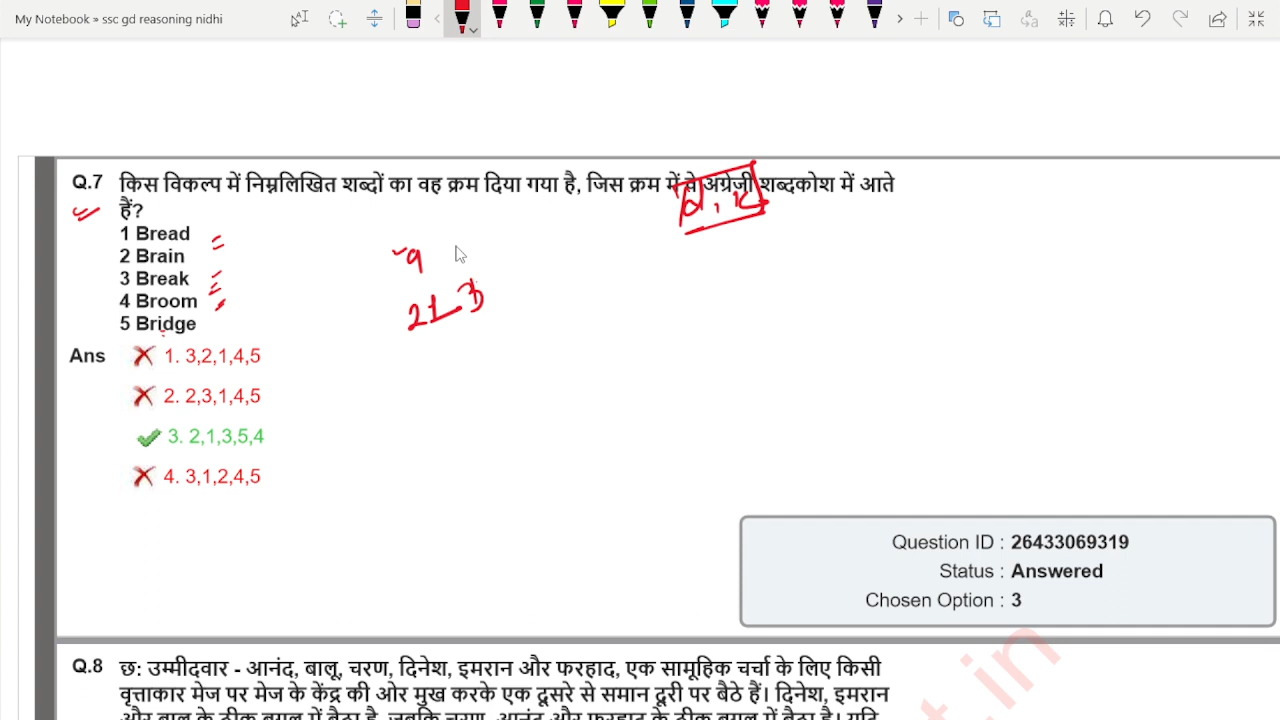 My Notebook » ssc gd reasoning nidhi
Q.7 किस विकल्प में निम्नलिखित शब्दों का वह क्रम दिया गया है, जिस क्रम में वे अंग्रेजी शब्दकोश में आते
हैं?
1 Bread
2 Brain
3 Break
4 Broom
5 Bridge
a
2 1 3
Ans 1. 3,2,1,4,5
2. 2,3,1,4,5
3. 2,1,3,5,4
4. 3,1,2,4,5
Question ID : 26433069319
Status : Answered
Chosen Option : 3
Q.8 छ: उम्मीदवार - आनंद, बालू, चरण, दिनेश, इमरान और फरहाद, एक सामूहिक चर्चा के लिए किसी
वृत्ताकार मेज पर मेज के केंद्र की ओर मुख करके एक दूसरे से समान दूरी पर बैठे हैं। दिनेश, इमरान